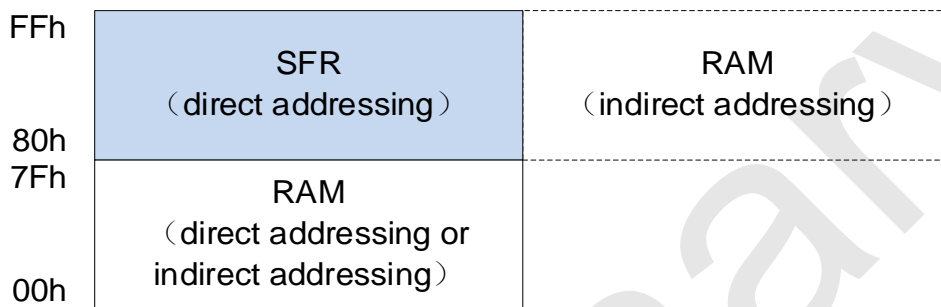 FFh
SFR
（direct addressing）
RAM
（indirect addressing）
80h
7Fh
RAM
（direct addressing or
indirect addressing）
00h